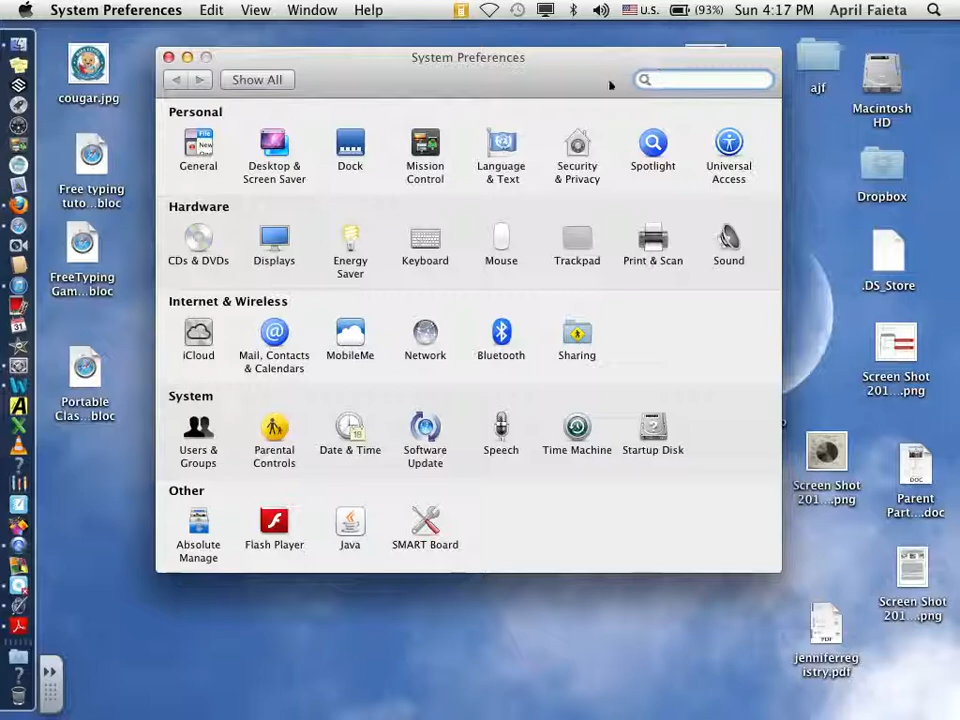 System Preferences Edit View Window Help U.S. (93%) Sun 4:17 PM April Faieta
System Preferences
Show All
Personal
General Desktop & Screen Saver Dock Mission Control Language & Text Security & Privacy Spotlight Universal Access
Hardware
CDs & DVDs Displays Energy Saver Keyboard Mouse Trackpad Print & Scan Sound
Internet & Wireless
iCloud Mail, Contacts & Calendars MobileMe Network Bluetooth Sharing
System
Users & Groups Parental Controls Date & Time Software Update Speech Time Machine Startup Disk
Other
Absolute Manage Flash Player Java SMART Board
cougar.jpg
Free typing
tuto...bloc
FreeTyping
Gam...bloc
Portable
Clas...bloc
ajf
Macintosh
HD
Dropbox
.DS_Store
Screen Shot
201....png
Screen Shot
201....png
Parent
Part....doc
Screen Shot
201....png
jenniferreg
istry.pdf